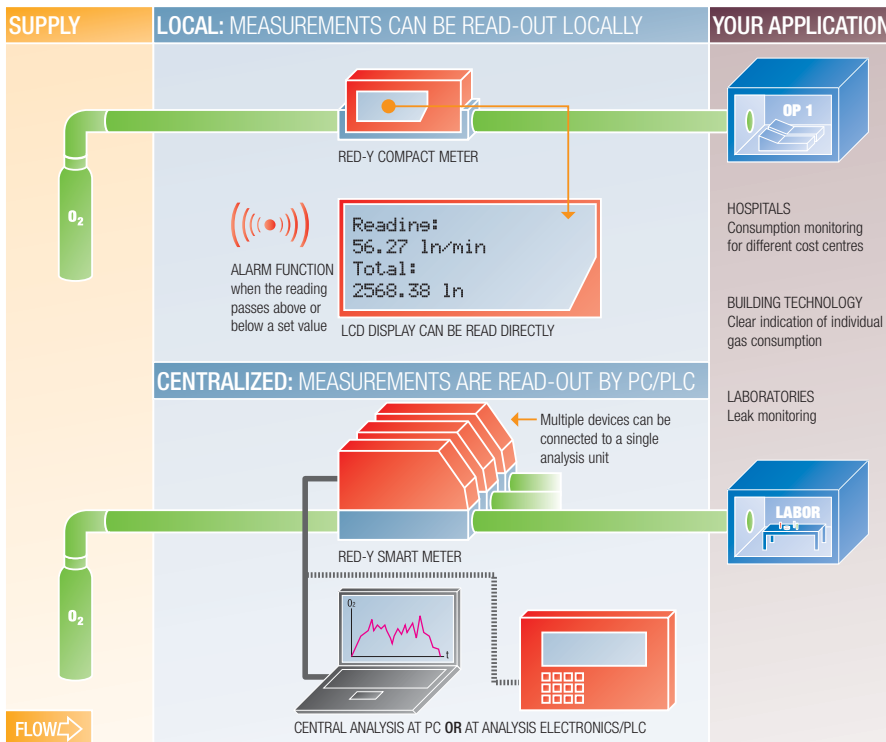 SUPPLY
LOCAL: MEASUREMENTS CAN BE READ-OUT LOCALLY
YOUR APPLICATION
O2
RED-Y COMPACT METER
OP 1
ALARM FUNCTION
when the reading
passes above or
below a set value
Reading:
56.27 ln/min
Total:
2568.38 ln
LCD DISPLAY CAN BE READ DIRECTLY
HOSPITALS
Consumption monitoring
for different cost centres
BUILDING TECHNOLOGY
Clear indication of individual
gas consumption
LABORATORIES
Leak monitoring
CENTRALIZED: MEASUREMENTS ARE READ-OUT BY PC/PLC
Multiple devices can be
connected to a single
analysis unit
O2
RED-Y SMART METER
LABOR
O2
t
CENTRAL ANALYSIS AT PC OR AT ANALYSIS ELECTRONICS/PLC
FLOW